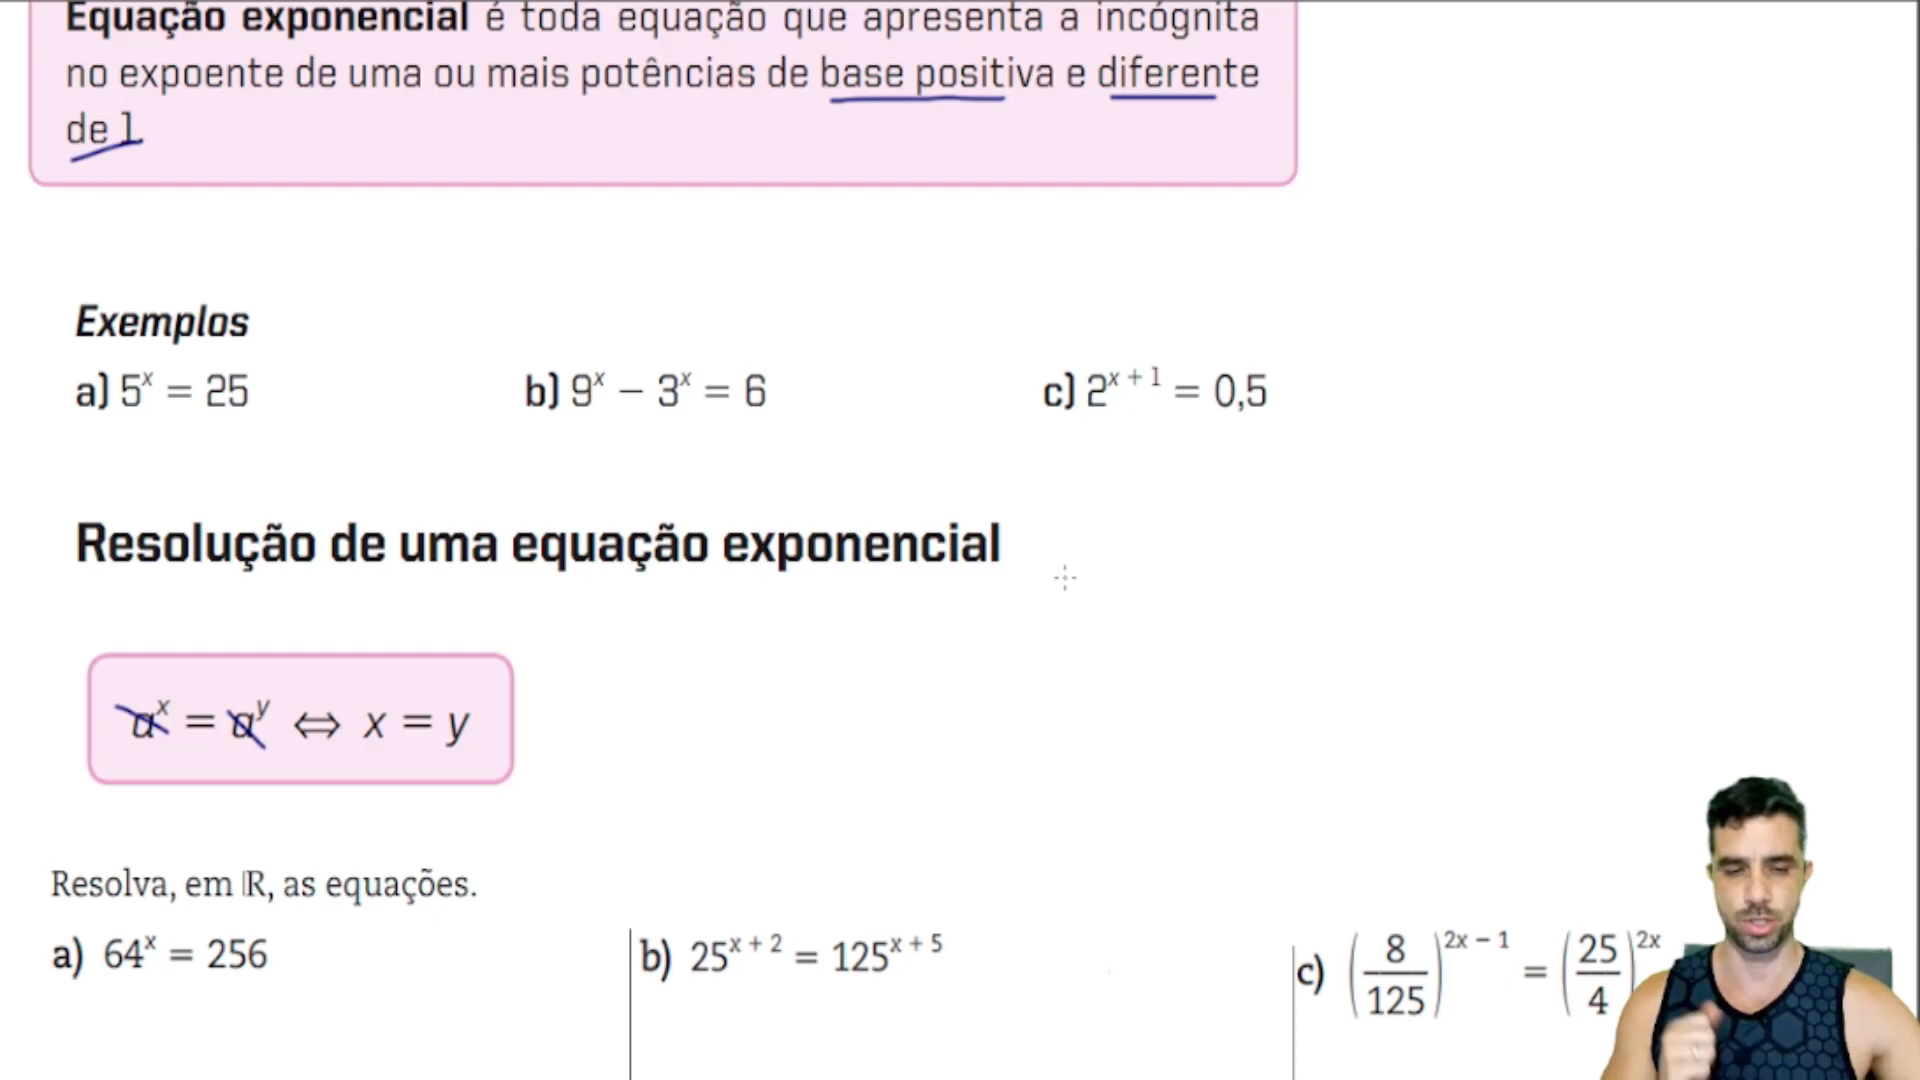 Equação exponencial é toda equação que apresenta a incógnita
no expoente de uma ou mais potências de base positiva e diferente
de 1
Exemplos
a) 5ˣ = 25 b) 9ˣ – 3ˣ = 6 c) 2ˣ ⁺ ¹ = 0,5
Resolução de uma equação exponencial
aˣ = aʸ ⇔ x = y
Resolva, em ℝ, as equações.
a) 64ˣ = 256 b) 25ˣ ⁺ ² = 125ˣ ⁺ ⁵ c) (8/125)²ˣ ⁻ ¹ = (25/4)²ˣ